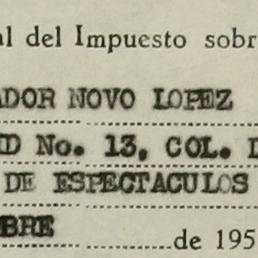 al del Impuesto sobr
ADOR NOVO LOPEZ
D No. 13, COL. D
DE ESPECTACULOS
BRE de 195